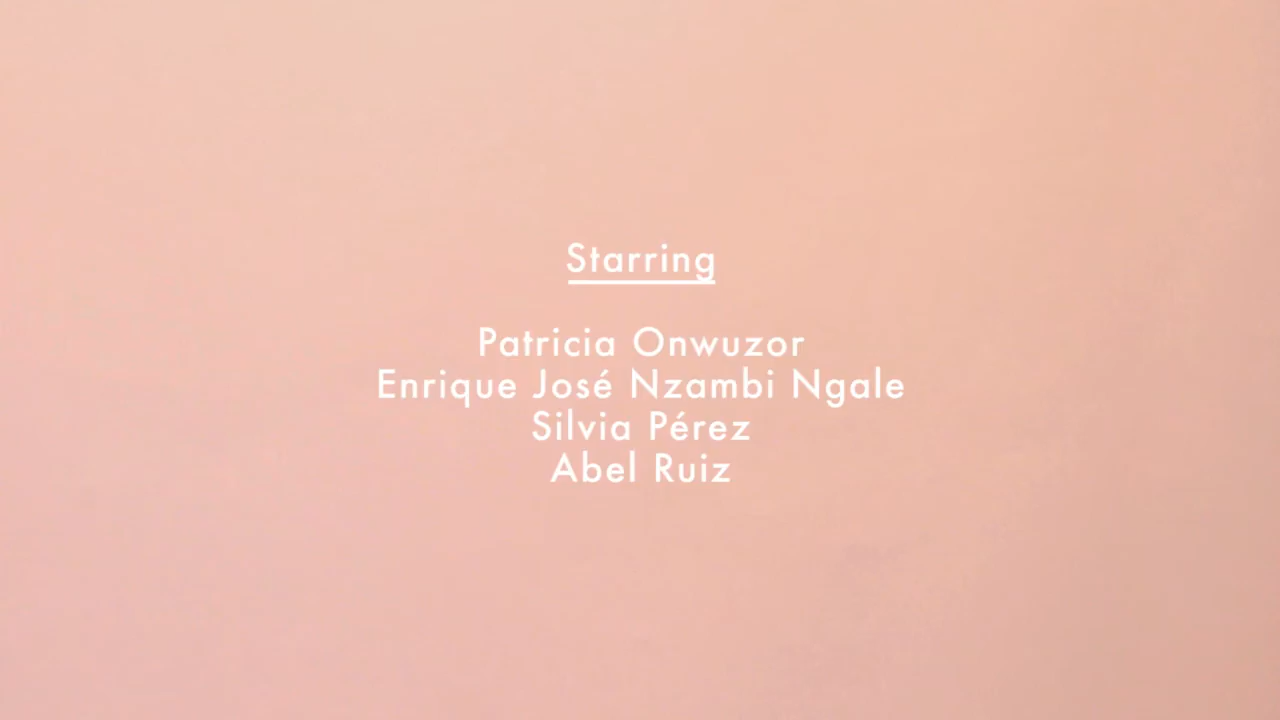 Starring
Patricia Onwuzor
Enrique José Nzambi Ngale
Silvia Pérez
Abel Ruiz